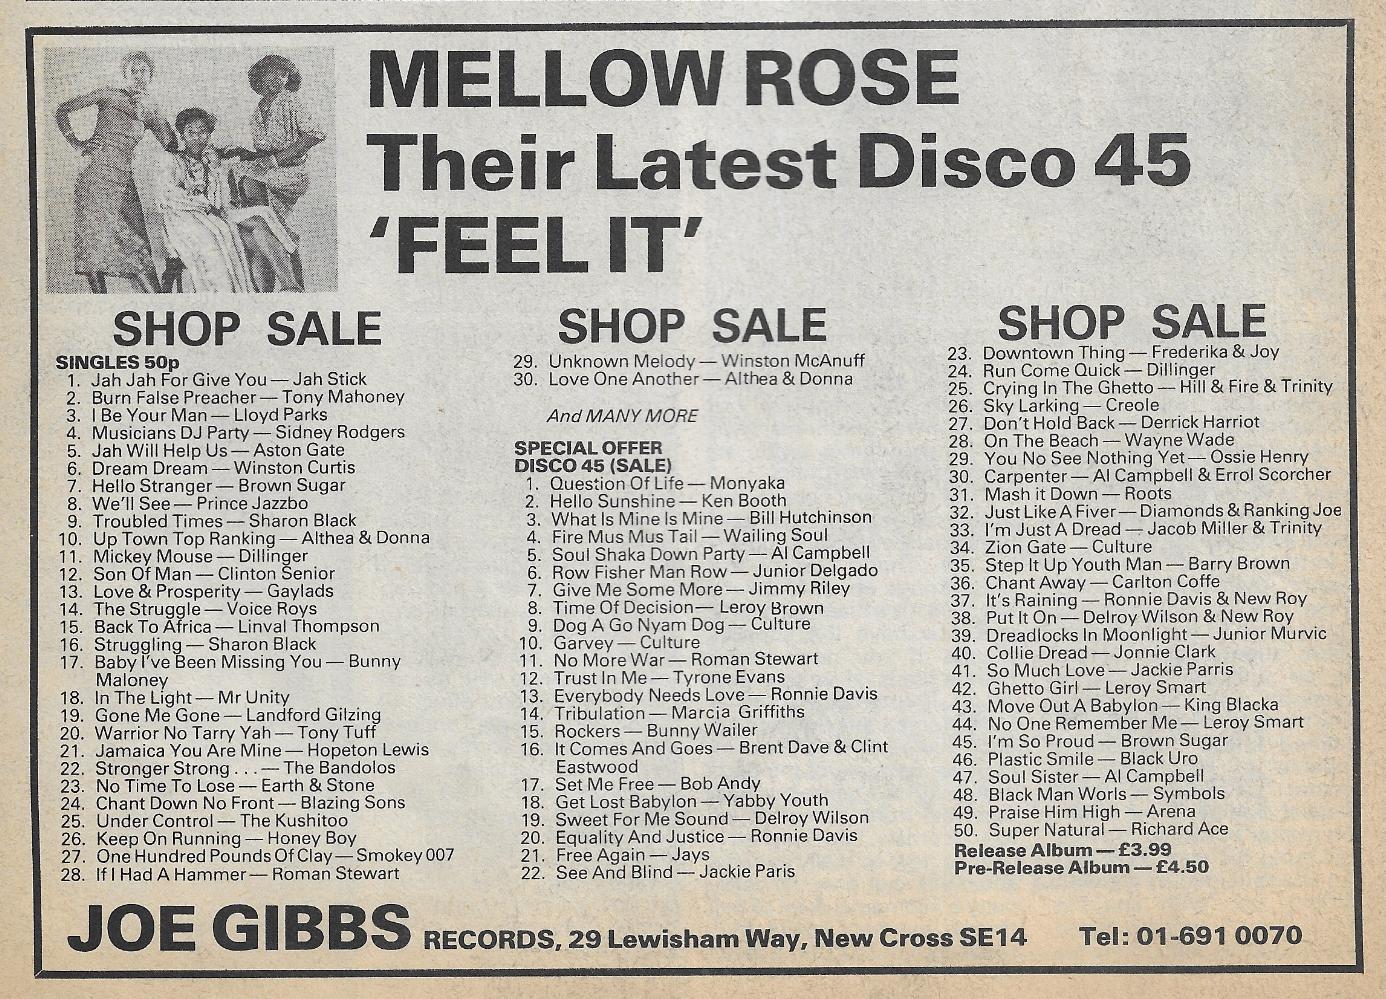 MELLOW ROSE
Their Latest Disco 45
‘FEEL IT’
SHOP SALE
SINGLES 50p
1. Jah Jah For Give You — Jah Stick
2. Burn False Preacher — Tony Mahoney
3. I Be Your Man — Lloyd Parks
4. Musicians DJ Party — Sidney Rodgers
5. Jah Will Help Us — Aston Gate
6. Dream Dream — Winston Curtis
7. Hello Stranger — Brown Sugar
8. We'll See — Prince Jazzbo
9. Troubled Times — Sharon Black
10. Up Town Top Ranking — Althea & Donna
11. Mickey Mouse — Dillinger
12. Son Of Man — Clinton Senior
13. Love & Prosperity — Gaylads
14. The Struggle — Voice Roys
15. Back To Africa — Linval Thompson
16. Struggling — Sharon Black
17. Baby I've Been Missing You — Bunny
Maloney
18. In The Light — Mr Unity
19. Gone Me Gone — Landford Gilzing
20. Warrior No Tarry Yah — Tony Tuff
21. Jamaica You Are Mine — Hopeton Lewis
22. Stronger Strong . . . — The Bandolos
23. No Time To Lose — Earth & Stone
24. Chant Down No Front — Blazing Sons
25. Under Control — The Kushitoo
26. Keep On Running — Honey Boy
27. One Hundred Pounds Of Clay — Smokey 007
28. If I Had A Hammer — Roman Stewart
SHOP SALE
29. Unknown Melody — Winston McAnuff
30. Love One Another — Althea & Donna
And MANY MORE
SPECIAL OFFER
DISCO 45 (SALE)
1. Question Of Life — Monyaka
2. Hello Sunshine — Ken Booth
3. What Is Mine Is Mine — Bill Hutchinson
4. Fire Mus Mus Tail — Wailing Soul
5. Soul Shaka Down Party — Al Campbell
6. Row Fisher Man Row — Junior Delgado
7. Give Me Some More — Jimmy Riley
8. Time Of Decision — Leroy Brown
9. Dog A Go Nyam Dog — Culture
10. Garvey — Culture
11. No More War — Roman Stewart
12. Trust In Me — Tyrone Evans
13. Everybody Needs Love — Ronnie Davis
14. Tribulation — Marcia Griffiths
15. Rockers — Bunny Wailer
16. It Comes And Goes — Brent Dave & Clint
Eastwood
17. Set Me Free — Bob Andy
18. Get Lost Babylon — Yabby Youth
19. Sweet For Me Sound — Delroy Wilson
20. Equality And Justice — Ronnie Davis
21. Free Again — Jays
22. See And Blind — Jackie Paris
SHOP SALE
23. Downtown Thing — Frederika & Joy
24. Run Come Quick — Dillinger
25. Crying In The Ghetto — Hill & Fire & Trinity
26. Sky Larking — Creole
27. Don't Hold Back — Derrick Harriot
28. On The Beach — Wayne Wade
29. You No See Nothing Yet — Ossie Henry
30. Carpenter — Al Campbell & Errol Scorcher
31. Mash it Down — Roots
32. Just Like A Fiver — Diamonds & Ranking Joe
33. I'm Just A Dread — Jacob Miller & Trinity
34. Zion Gate — Culture
35. Step It Up Youth Man — Barry Brown
36. Chant Away — Carlton Coffe
37. It's Raining — Ronnie Davis & New Roy
38. Put It On — Delroy Wilson & New Roy
39. Dreadlocks In Moonlight — Junior Murvic
40. Collie Dread — Jonnie Clark
41. So Much Love — Jackie Parris
42. Ghetto Girl — Leroy Smart
43. Move Out A Babylon — King Blacka
44. No One Remember Me — Leroy Smart
45. I'm So Proud — Brown Sugar
46. Plastic Smile — Black Uro
47. Soul Sister — Al Campbell
48. Black Man Worls — Symbols
49. Praise Him High — Arena
50. Super Natural — Richard Ace
Release Album — £3.99
Pre-Release Album — £4.50
JOE GIBBS RECORDS, 29 Lewisham Way, New Cross SE14 Tel: 01-691 0070